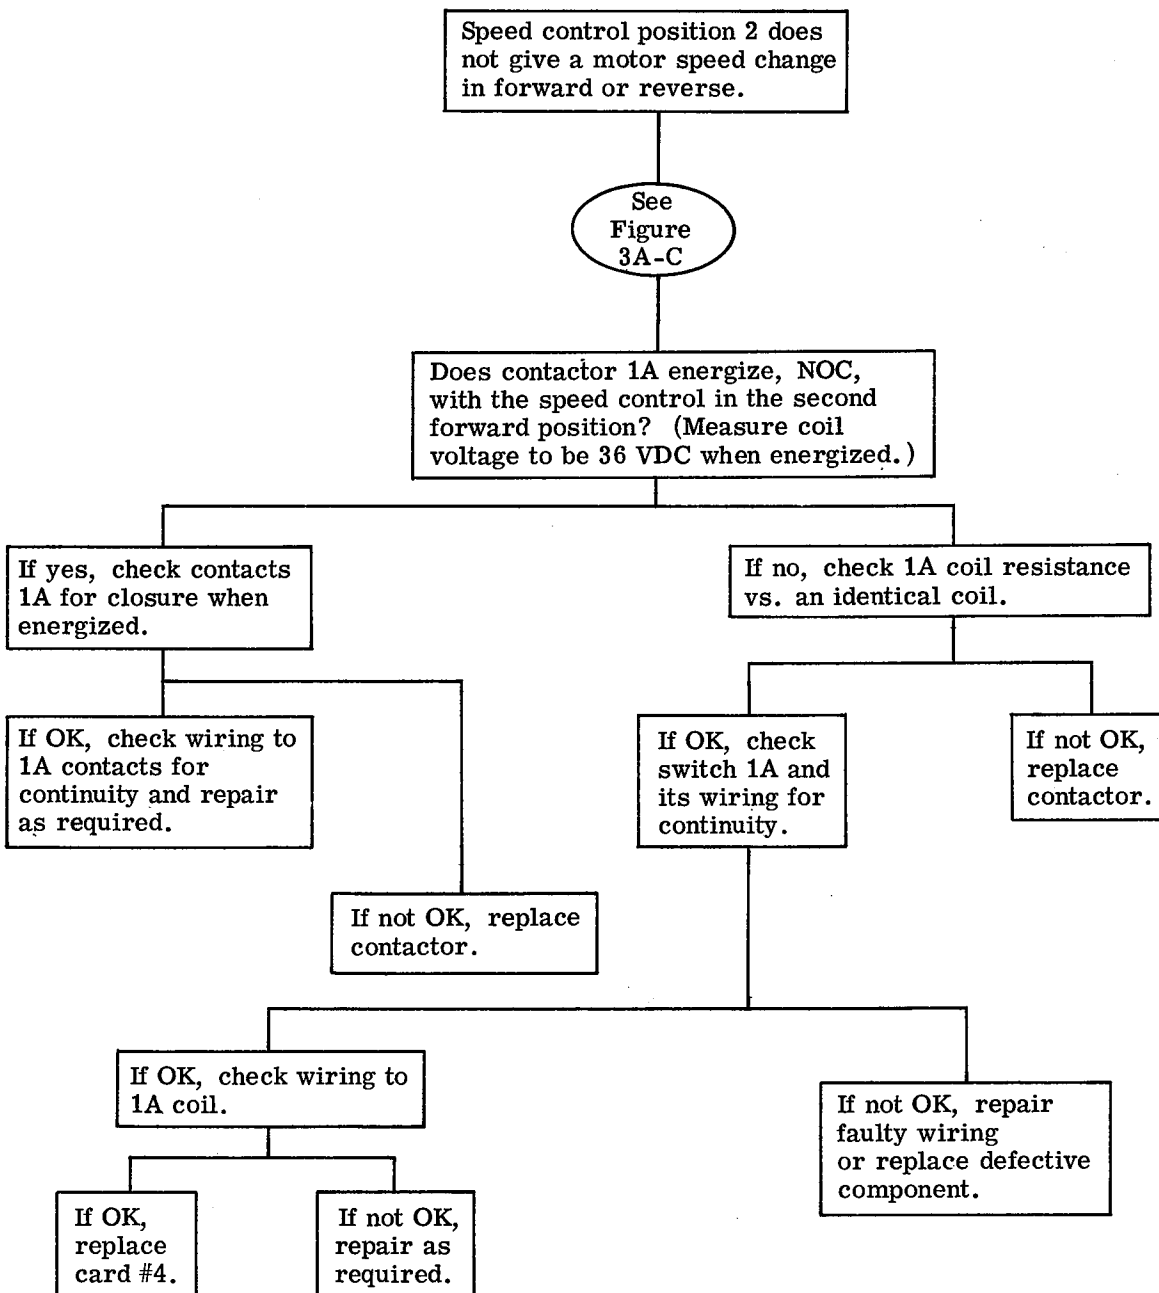 Speed control position 2 does
not give a motor speed change
in forward or reverse.
See
Figure
3A-C
Does contactor 1A energize, NOC,
with the speed control in the second
forward position? (Measure coil
voltage to be 36 VDC when energized.)
If yes, check contacts
1A for closure when
energized.
If no, check 1A coil resistance
vs. an identical coil.
If OK, check wiring to
1A contacts for
continuity and repair
as required.
If OK, check
switch 1A and
its wiring for
continuity.
If not OK,
replace
contactor.
If not OK, replace
contactor.
If OK, check wiring to
1A coil.
If not OK, repair
faulty wiring
or replace defective
component.
If OK,
replace
card #4.
If not OK,
repair as
required.